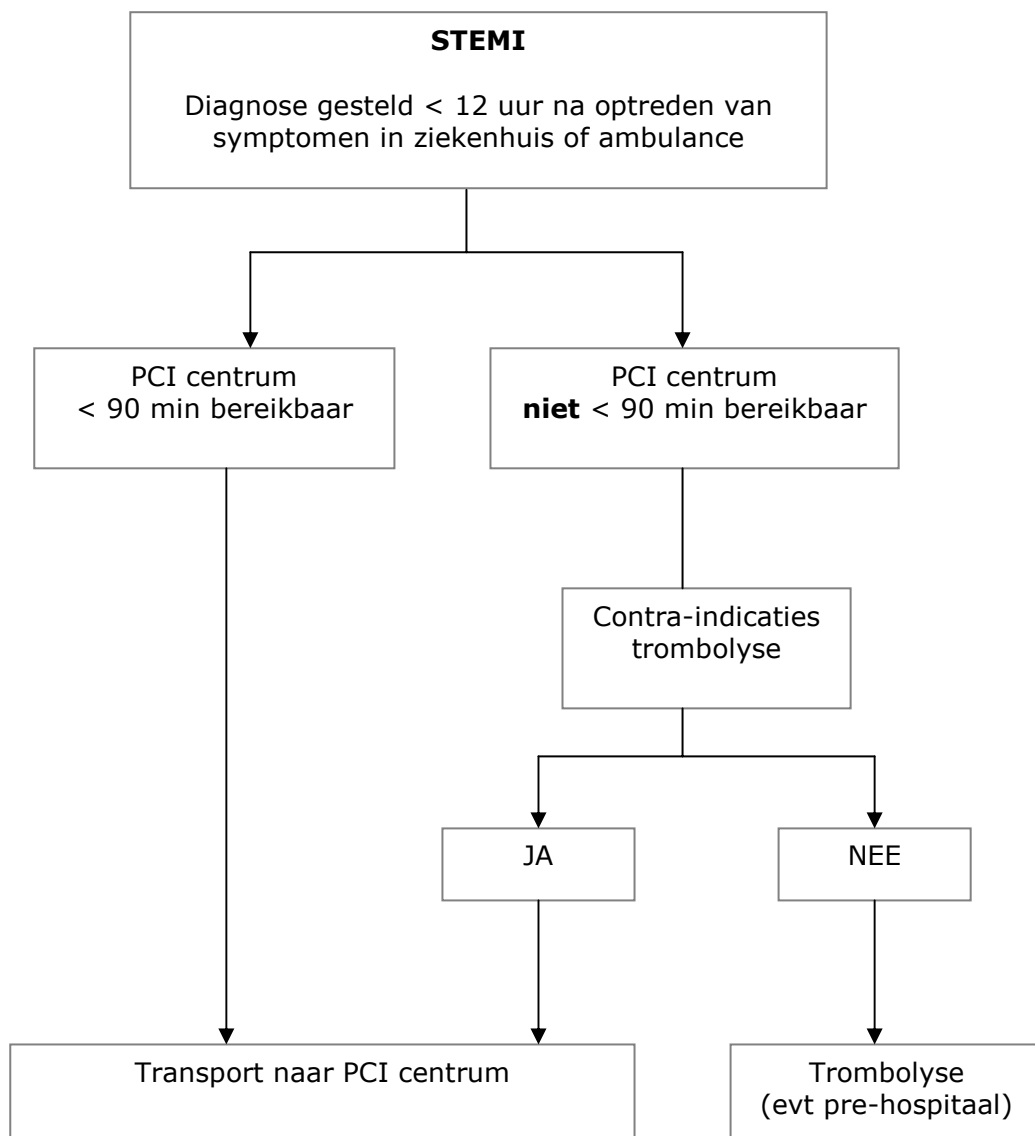 STEMI
Diagnose gesteld < 12 uur na optreden van
symptomen in ziekenhuis of ambulance
PCI centrum
< 90 min bereikbaar
PCI centrum
niet < 90 min bereikbaar
Contra-indicaties
trombolyse
JA
NEE
Transport naar PCI centrum
Trombolyse
(evt pre-hospitaal)